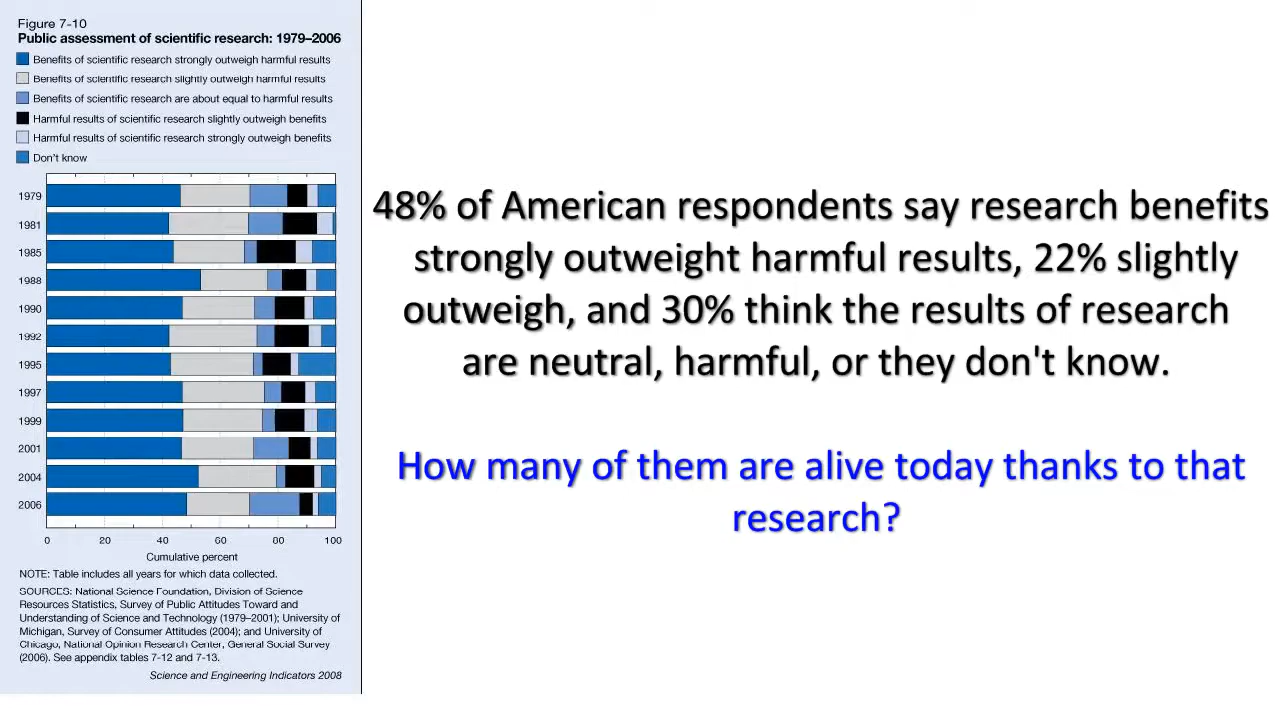 Figure 7-10
Public assessment of scientific research: 1979–2006
Benefits of scientific research strongly outweigh harmful results
Benefits of scientific research slightly outweigh harmful results
Benefits of scientific research are about equal to harmful results
Harmful results of scientific research slightly outweigh benefits
Harmful results of scientific research strongly outweigh benefits
Don't know
1979
1981
1985
1988
1990
1992
1995
1997
1999
2001
2004
2006
0 20 40 60 80 100
Cumulative percent
NOTE: Table includes all years for which data collected.
SOURCES: National Science Foundation, Division of Science
Resources Statistics, Survey of Public Attitudes Toward and
Understanding of Science and Technology (1979–2001); University of
Michigan, Survey of Consumer Attitudes (2004); and University of
Chicago, National Opinion Research Center, General Social Survey
(2006). See appendix tables 7-12 and 7-13.
Science and Engineering Indicators 2008
48% of American respondents say research benefits
strongly outweight harmful results, 22% slightly
outweigh, and 30% think the results of research
are neutral, harmful, or they don't know.
How many of them are alive today thanks to that
research?